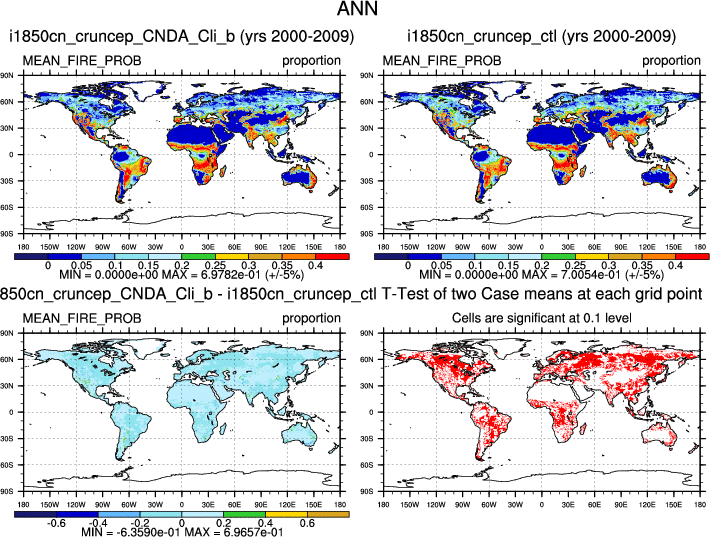 ANN
i1850cn_cruncep_CNDA_Cli_b (yrs 2000-2009)
MEAN_FIRE_PROB proportion
90N
60N
30N
0
30S
60S
90S
180 150W 120W 90W 60W 30W 0 30E 60E 90E 120E 150E 180
0 0.05 0.1 0.15 0.2 0.25 0.3 0.35 0.4
MIN = 0.0000e+00 MAX = 6.9782e-01 (+/-5%)
i1850cn_cruncep_ctl (yrs 2000-2009)
MEAN_FIRE_PROB proportion
90N
60N
30N
0
30S
60S
90S
180 150W 120W 90W 60W 30W 0 30E 60E 90E 120E 150E 180
0 0.05 0.1 0.15 0.2 0.25 0.3 0.35 0.4
MIN = 0.0000e+00 MAX = 7.0054e-01 (+/-5%)
850cn_cruncep_CNDA_Cli_b - i1850cn_cruncep_ctl
MEAN_FIRE_PROB proportion
90N
60N
30N
0
30S
60S
90S
180 150W 120W 90W 60W 30W 0 30E 60E 90E 120E 150E 180
-0.6 -0.4 -0.2 0 0.2 0.4 0.6
MIN = -6.3590e-01 MAX = 6.9657e-01
T-Test of two Case means at each grid point
Cells are significant at 0.1 level
90N
60N
30N
0
30S
60S
90S
180 150W 120W 90W 60W 30W 0 30E 60E 90E 120E 150E 180